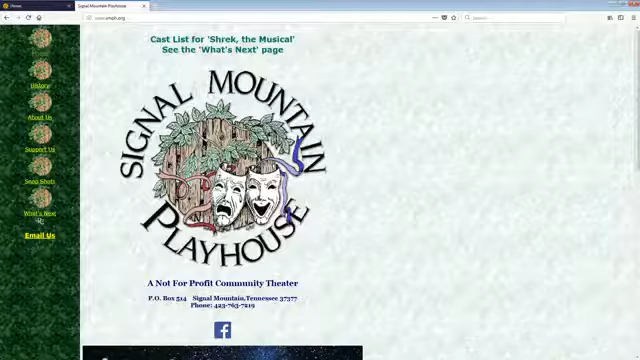 Signal Mountain Playhouse
Cast List for 'Shrek, the Musical'
See the 'What's Next' page
History
About Us
Support Us
Snap Shots
What's Next
Email Us
SIGNAL MOUNTAIN
PLAYHOUSE
A Not For Profit Community Theater
P.O. Box 514 Signal Mountain,Tennessee 37377
Phone: 423-763-7219